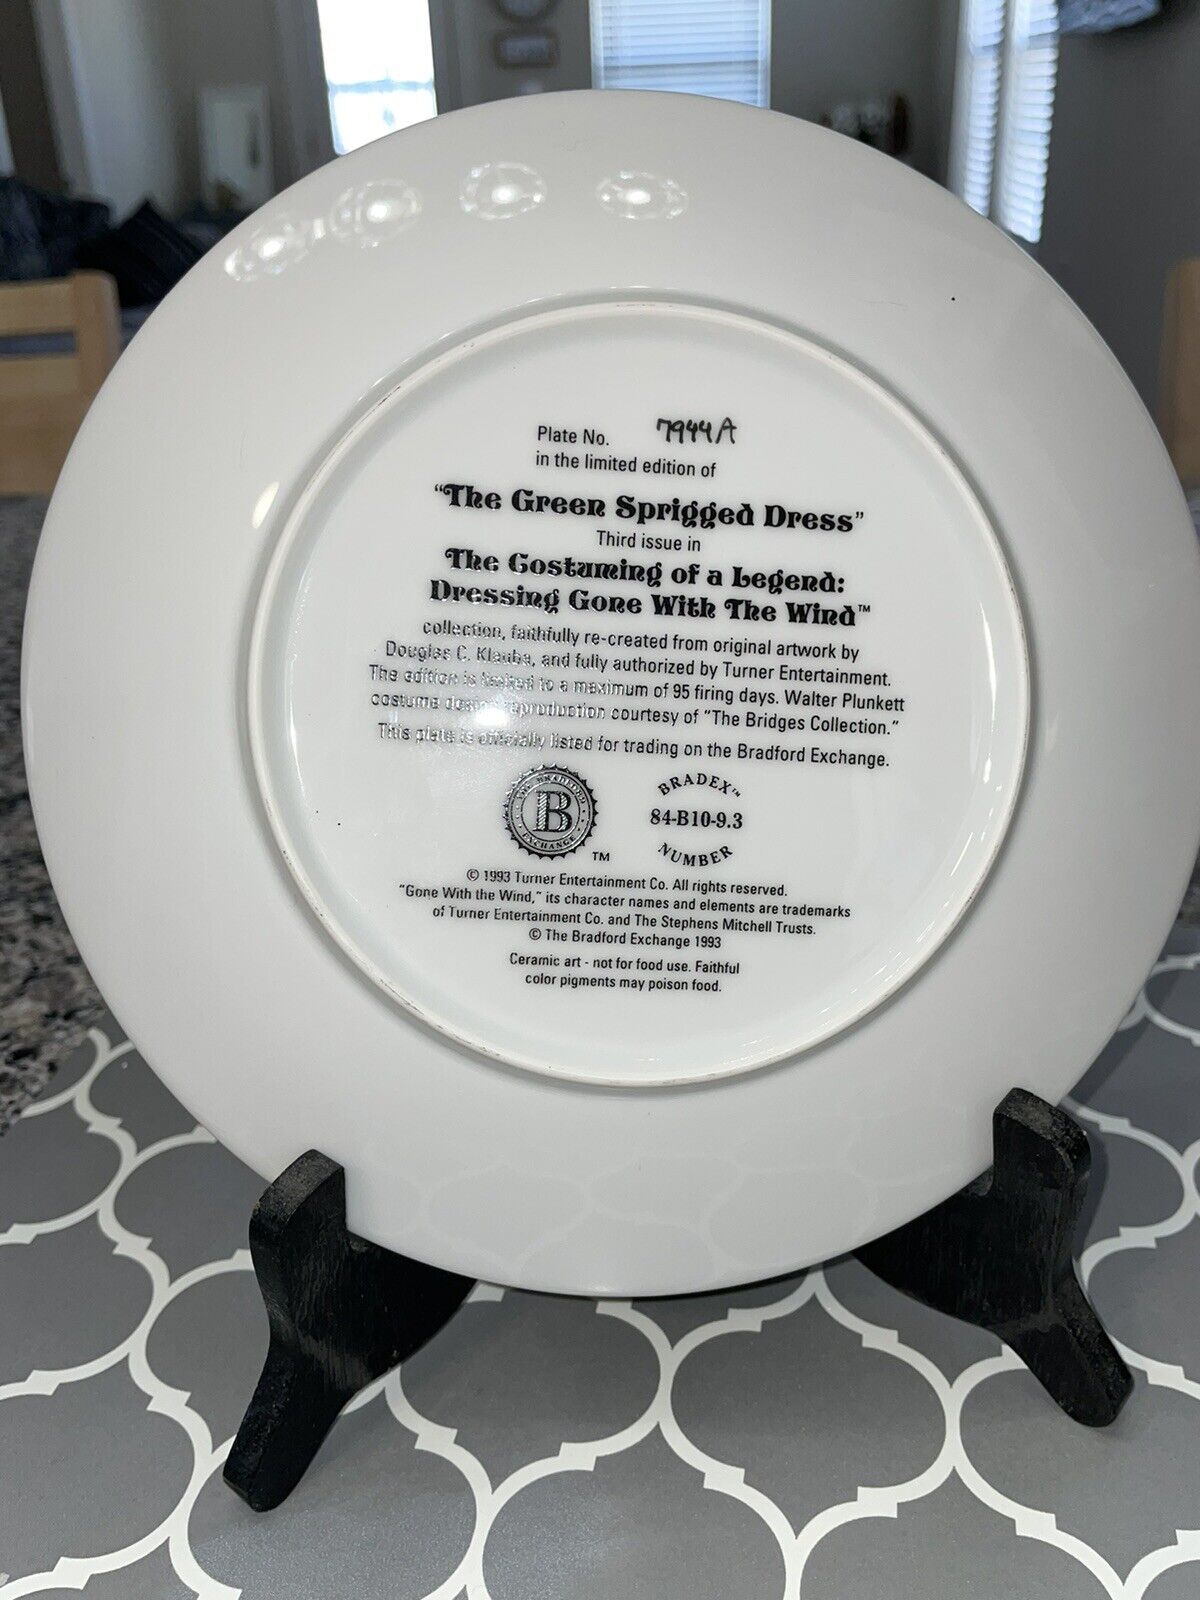 Plate No. 7944A
in the limited edition of
“The Green Sprigged Dress”
Third issue in
The Costuming of a Legend:
Dressing Gone With The Wind™
collection, faithfully re-created from original artwork by
Douglas C. Klauba, and fully authorized by Turner Entertainment.
The edition is limited to a maximum of 95 firing days. Walter Plunkett
costume design reproduction courtesy of “The Bridges Collection.”
This plate is officially listed for trading on the Bradford Exchange.
THE BRADFORD
B
EXCHANGE
™
BRADEX™
84-B10-9.3
NUMBER
© 1993 Turner Entertainment Co. All rights reserved.
“Gone With the Wind,” its character names and elements are trademarks
of Turner Entertainment Co. and The Stephens Mitchell Trusts.
© The Bradford Exchange 1993
Ceramic art - not for food use. Faithful
color pigments may poison food.